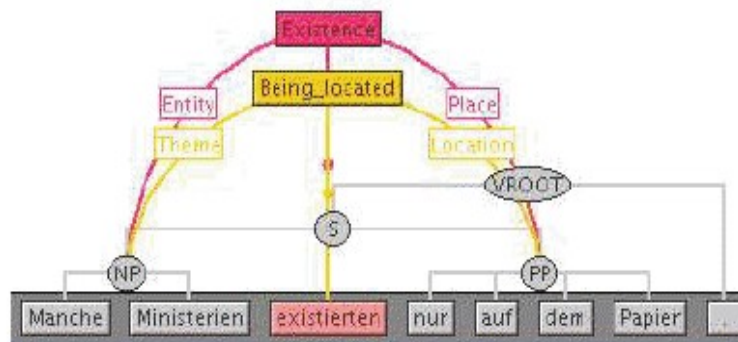 Existence
Being_located
Entity
Place
Theme
Location
VROOT
S
NP
PP
Manche Ministerien existierten nur auf dem Papier .